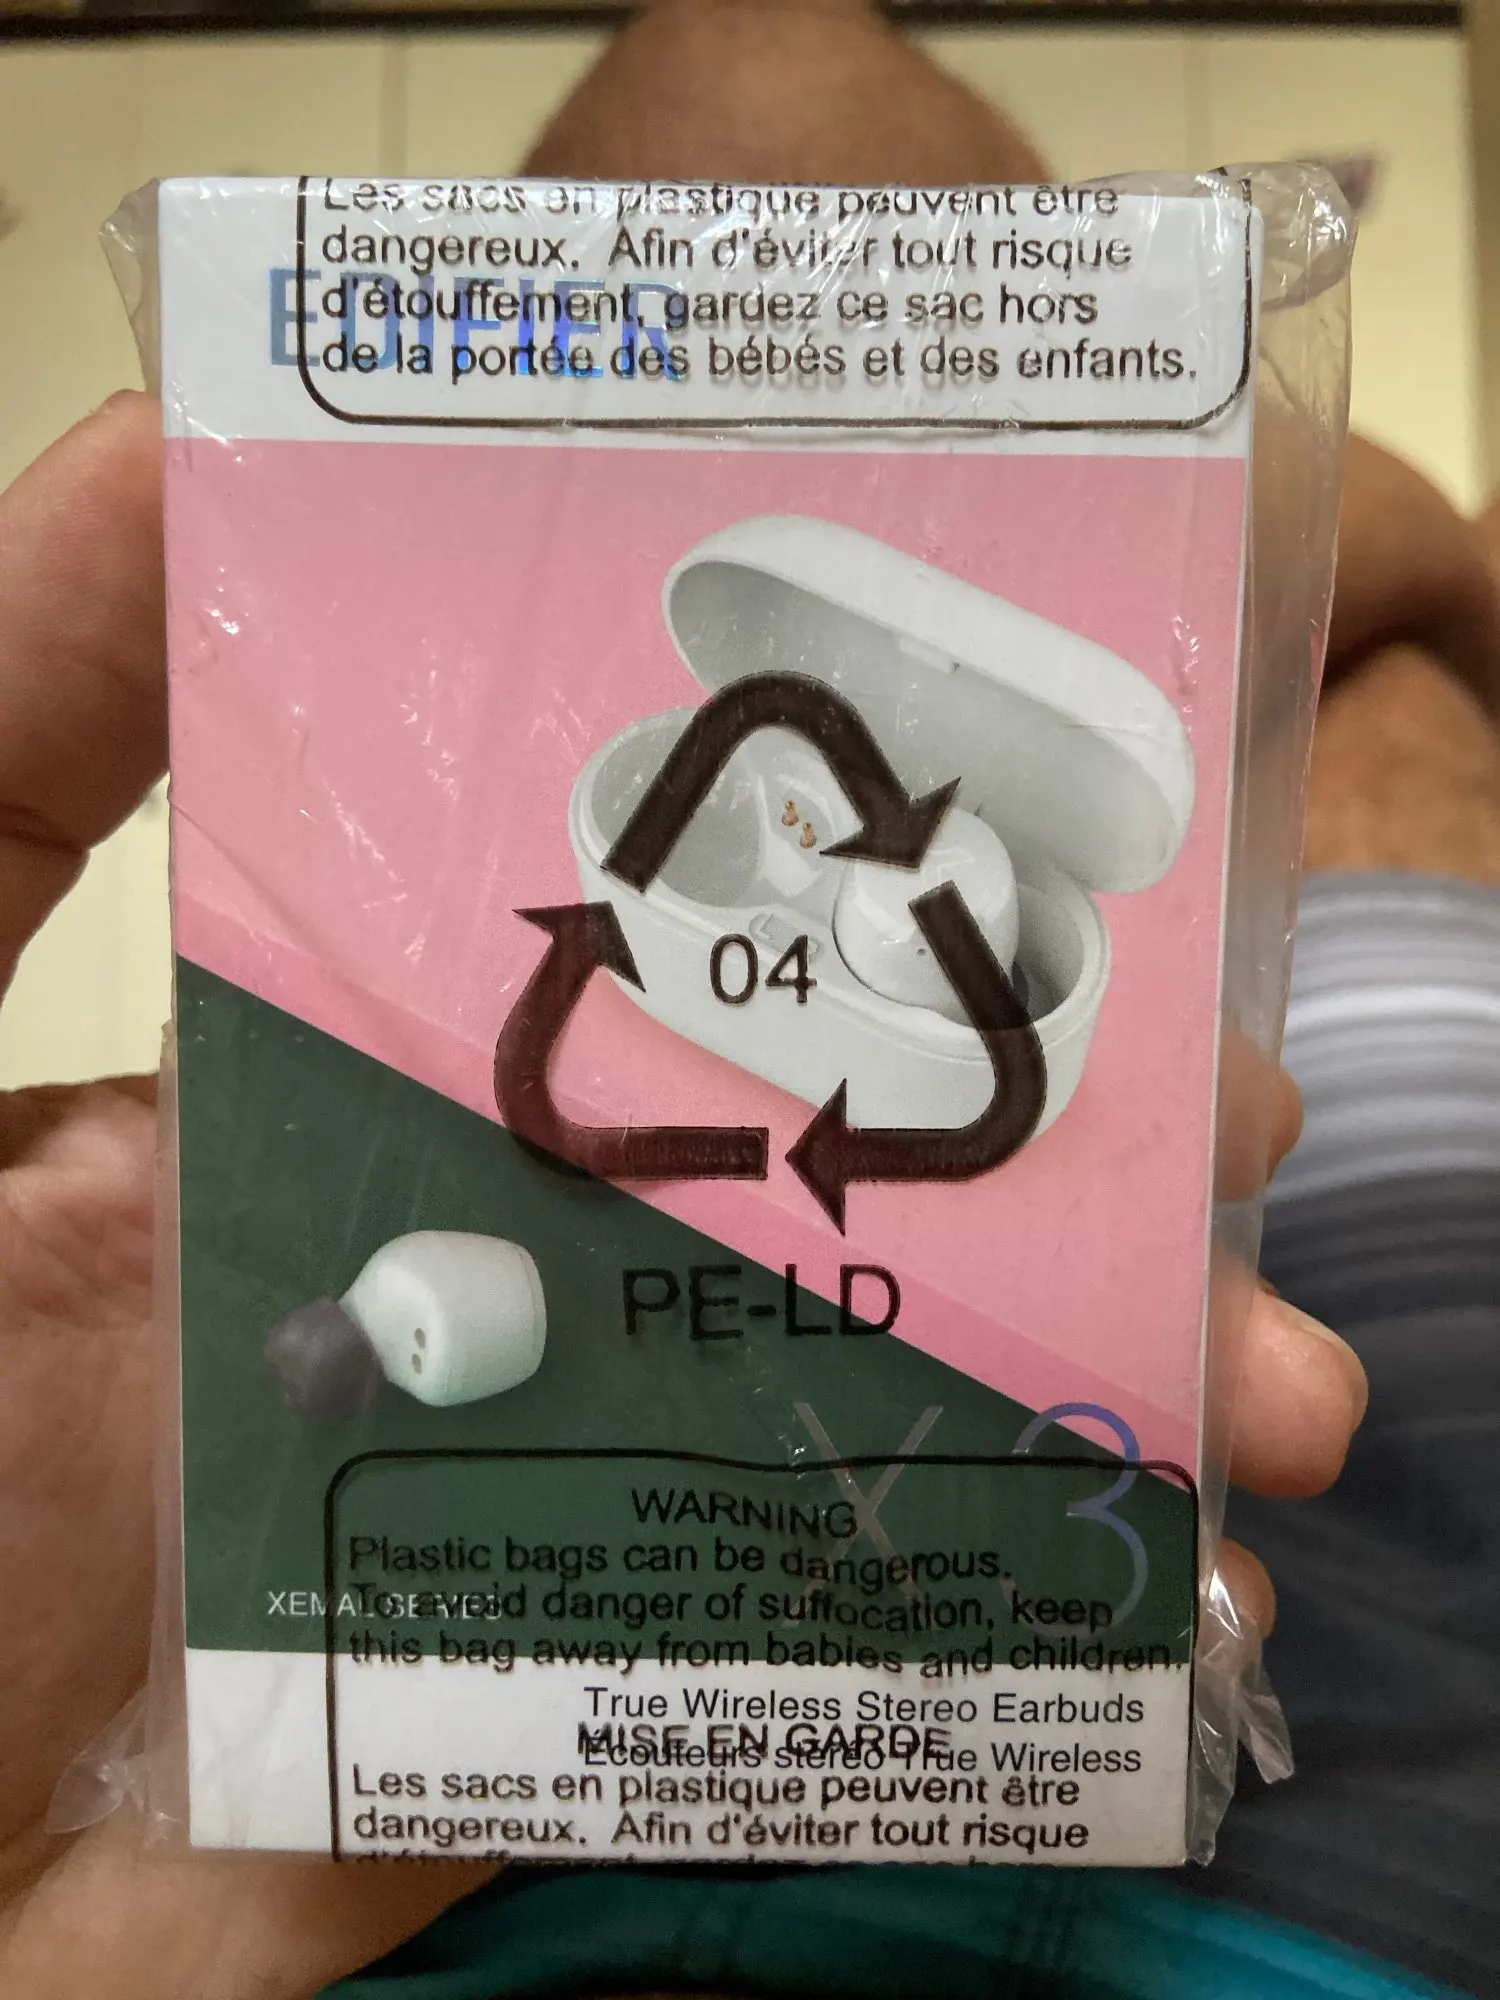 Les sacs en plastique peuvent être
dangereux. Afin d'éviter tout risque
d'étouffement, gardez ce sac hors
de la portée des bébés et des enfants.
EDIFIER
04
PE-LD
X3
WARNING
Plastic bags can be dangerous.
To avoid danger of suffocation, keep
this bag away from babies and children.
XEMAL SERIES
True Wireless Stereo Earbuds
Écouteurs stéréo True Wireless
MISE EN GARDE
Les sacs en plastique peuvent être
dangereux. Afin d'éviter tout risque